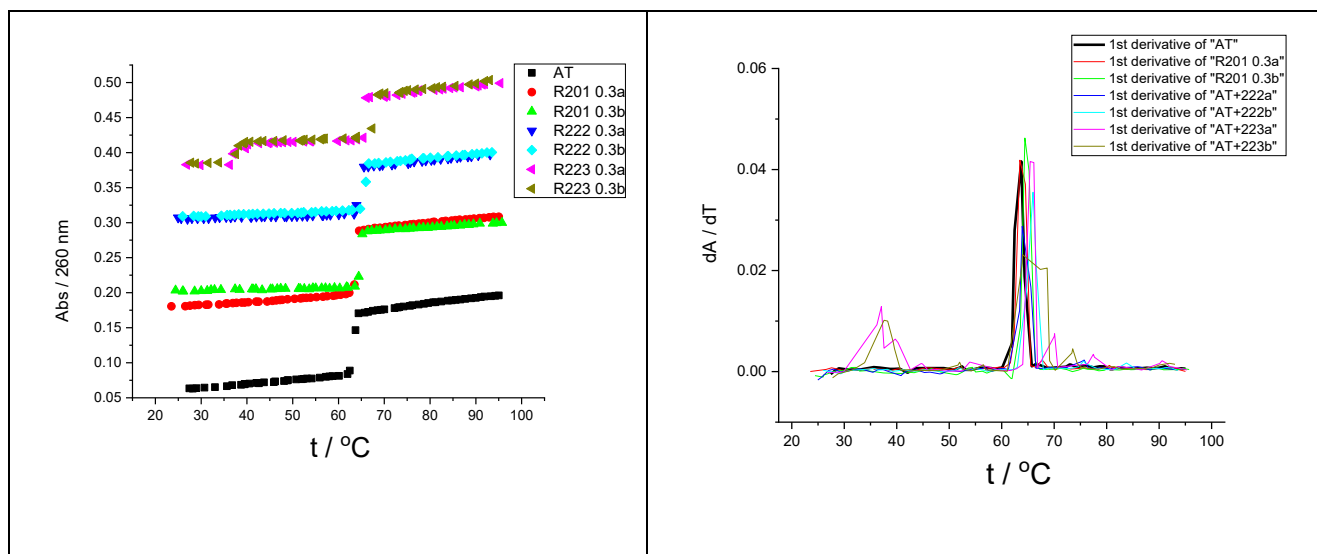 0.50
0.45
0.40
0.35
0.30
0.25
0.20
0.15
0.10
0.05
20 30 40 50 60 70 80 90 100
Abs / 260 nm
t / °C
AT
R201 0.3a
R201 0.3b
R222 0.3a
R222 0.3b
R223 0.3a
R223 0.3b
0.06
0.04
0.02
0.00
20 30 40 50 60 70 80 90 100
dA / dT
t / °C
1st derivative of "AT"
1st derivative of "R201 0.3a"
1st derivative of "R201 0.3b"
1st derivative of "AT+222a"
1st derivative of "AT+222b"
1st derivative of "AT+223a"
1st derivative of "AT+223b"